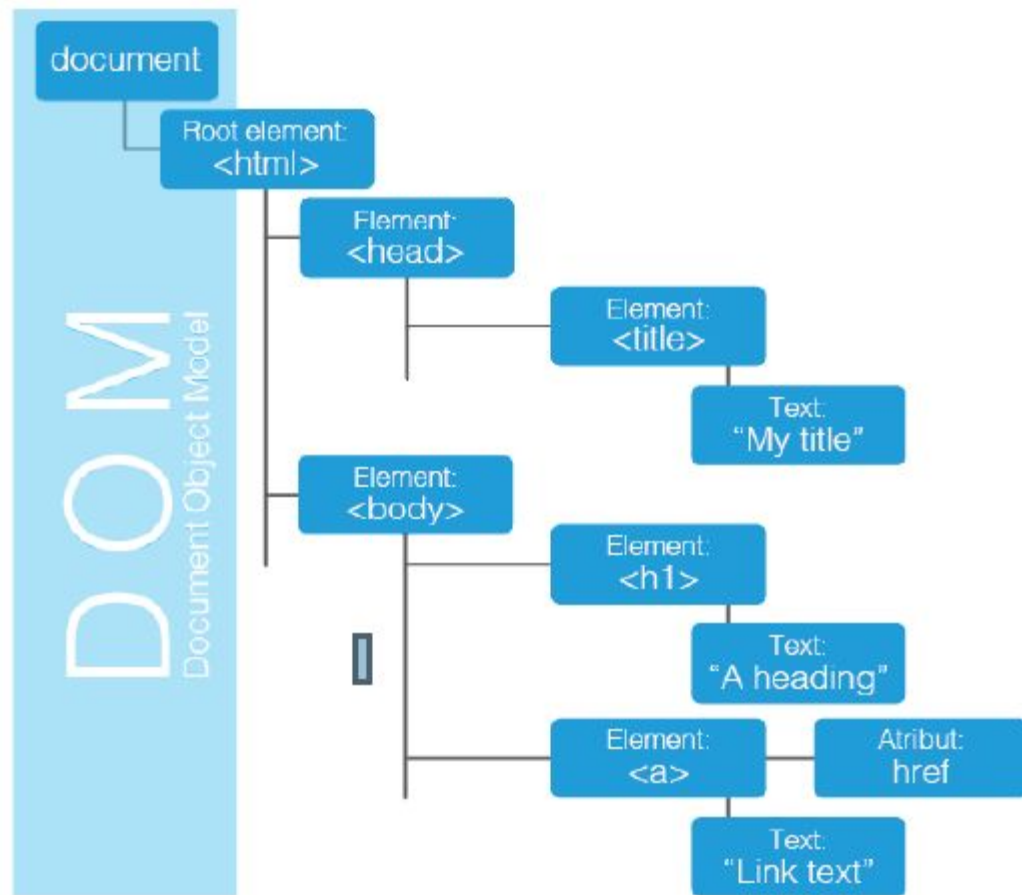 document
Root element:
<html>
Element:
<head>
Element:
<title>
Text:
“My title”
Element:
<body>
Element:
<h1>
Text:
“A heading”
Element:
<a>
Atribut:
href
Text:
“Link text”
DOM
Document Object Model